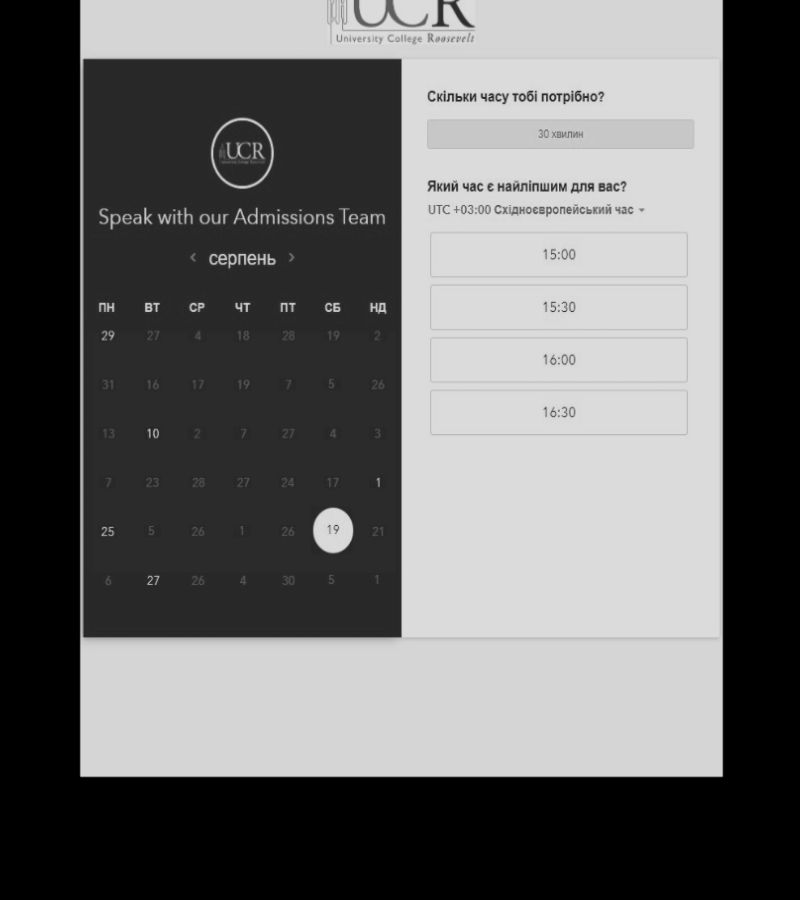 UCR
University College Roosevelt
UCR
Speak with our Admissions Team
‹ серпень ›
ПН ВТ СР ЧТ ПТ СБ НД
29 27 4 18 28 19 2
31 16 17 19 7 5 26
13 10 2 7 27 4 3
7 23 28 27 24 17 1
25 5 26 1 26 19 21
6 27 26 4 30 5 1
Скільки часу тобі потрібно?
30 хвилин
Який час є найліпшим для вас?
UTC +03:00 Східноєвропейський час
15:00
15:30
16:00
16:30